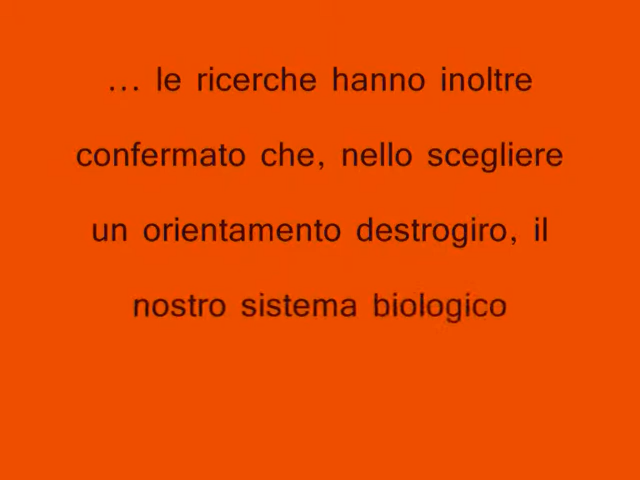 ... le ricerche hanno inoltre
confermato che, nello scegliere
un orientamento destrogiro, il
nostro sistema biologico